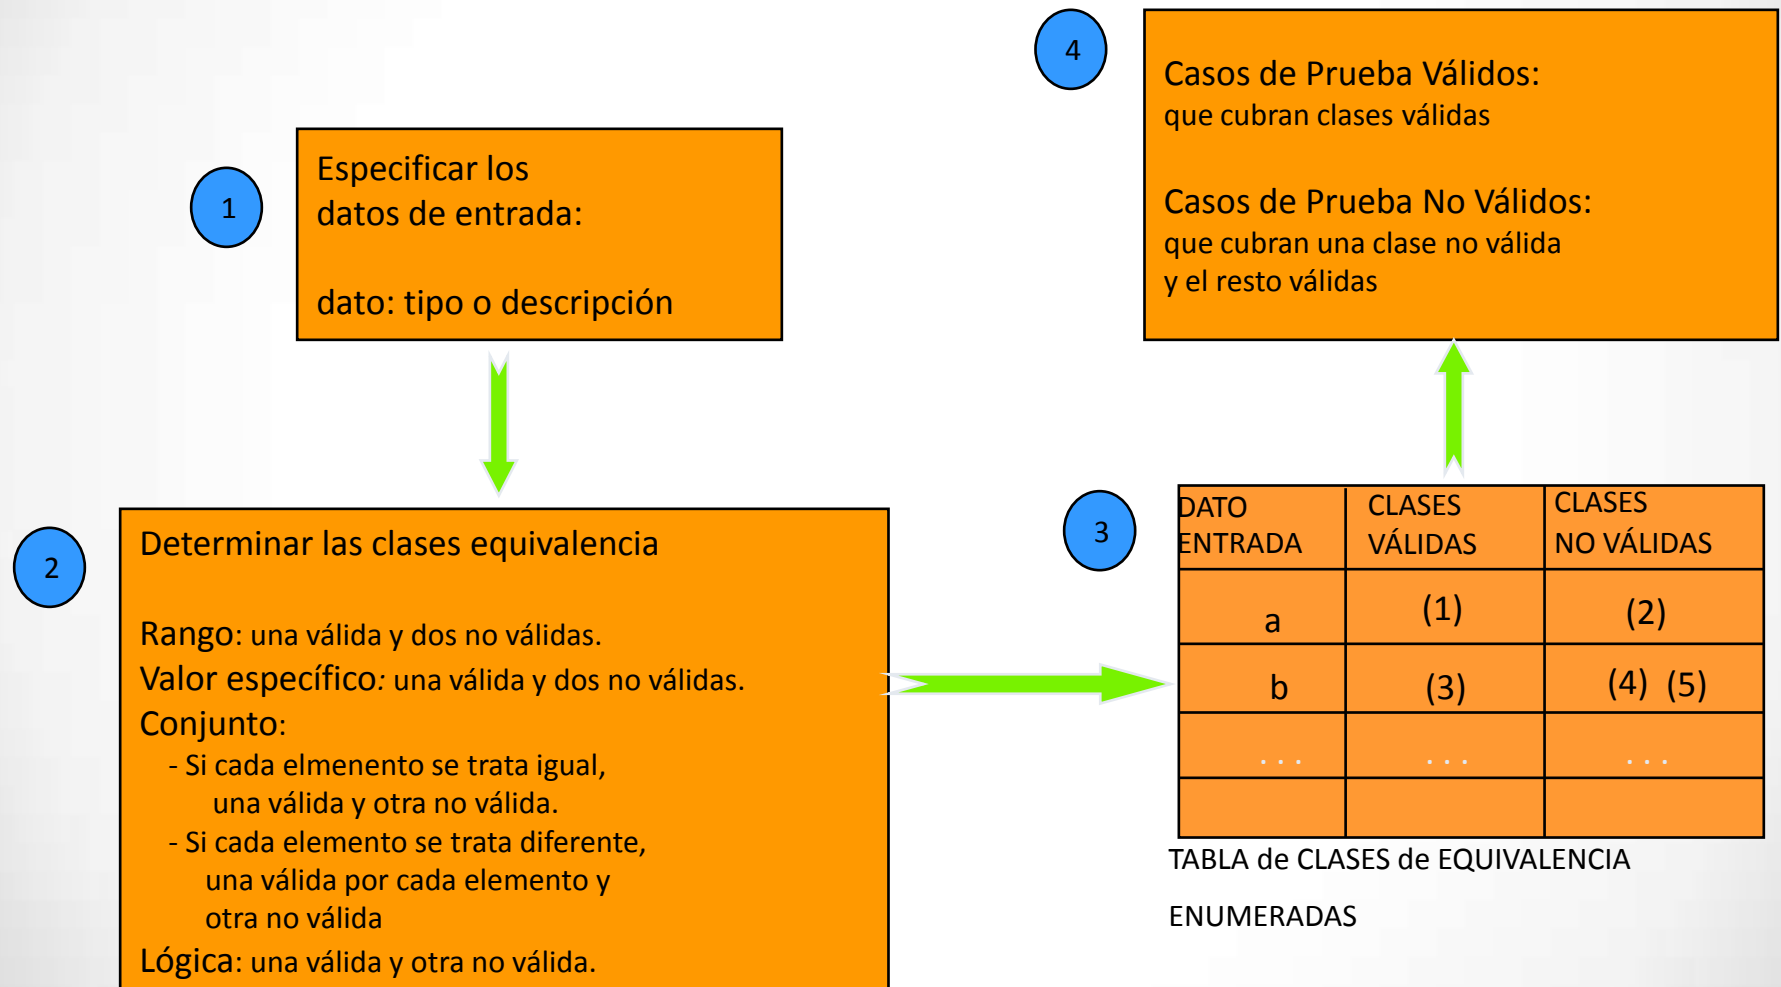 1
Especificar los
datos de entrada:
dato: tipo o descripción
2
Determinar las clases equivalencia
Rango: una válida y dos no válidas.
Valor específico: una válida y dos no válidas.
Conjunto:
- Si cada elmenento se trata igual,
una válida y otra no válida.
- Si cada elemento se trata diferente,
una válida por cada elemento y
otra no válida
Lógica: una válida y otra no válida.
3
DATO ENTRADA CLASES VÁLIDAS CLASES NO VÁLIDAS
a (1) (2)
b (3) (4) (5)
. . . . . . . . .
TABLA de CLASES de EQUIVALENCIA
ENUMERADAS
4
Casos de Prueba Válidos:
que cubran clases válidas
Casos de Prueba No Válidos:
que cubran una clase no válida
y el resto válidas